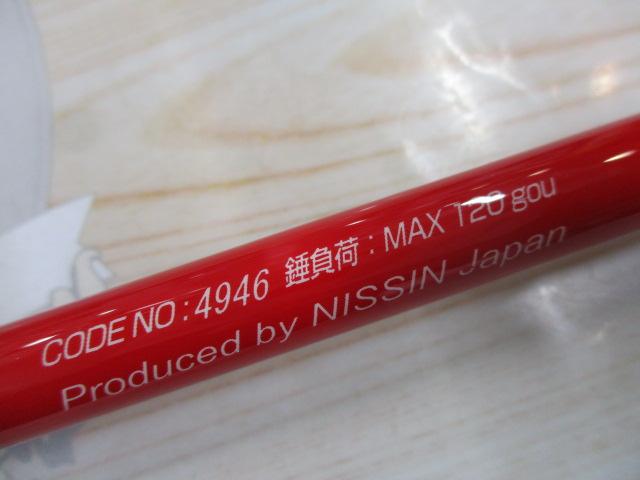 CODE NO : 4946 錘負荷 : MAX 120 gou
Produced by NISSIN Japan